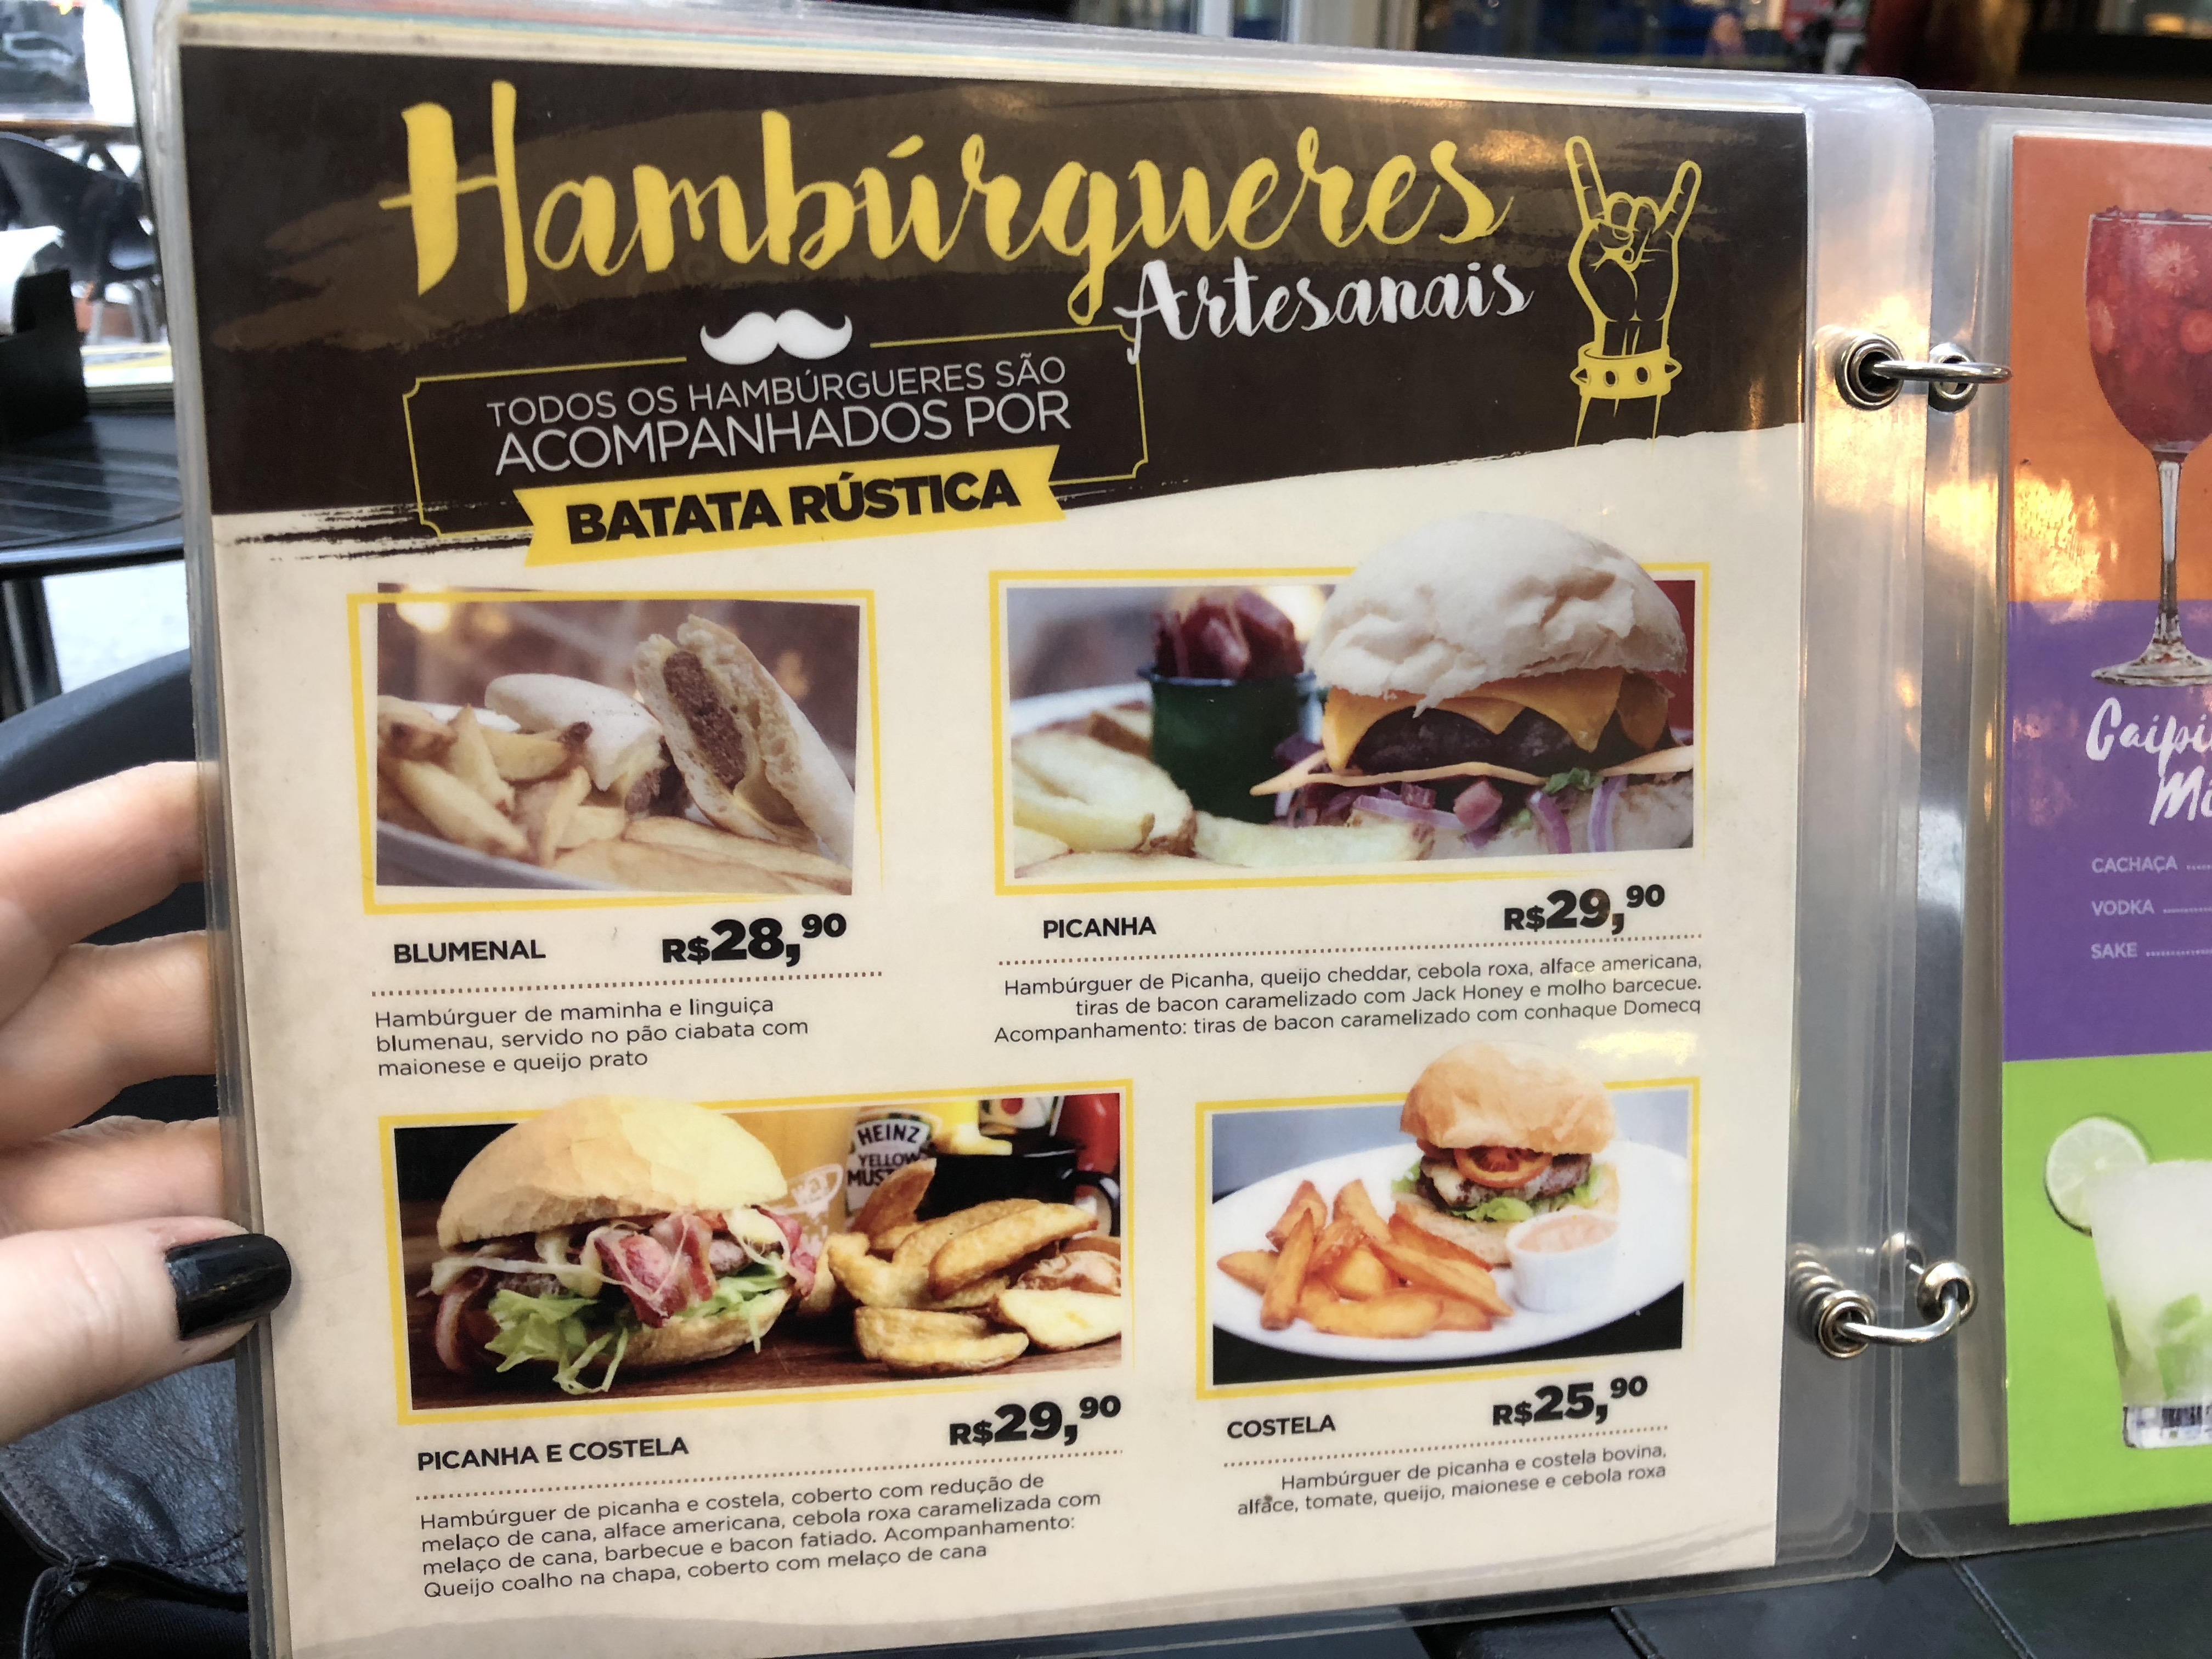 Hambúrgueres
Artesanais
TODOS OS HAMBÚRGUERES SÃO
ACOMPANHADOS POR
BATATA RÚSTICA
BLUMENAL R$28,90
Hambúrguer de maminha e linguiça
blumenau, servido no pão ciabata com
maionese e queijo prato
PICANHA R$29,90
Hambúrguer de Picanha, queijo cheddar, cebola roxa, alface americana,
tiras de bacon caramelizado com Jack Honey e molho barcecue.
Acompanhamento: tiras de bacon caramelizado com conhaque Domecq
HEINZ
YELLOW
PICANHA E COSTELA R$29,90
Hambúrguer de picanha e costela, coberto com redução de
melaço de cana, alface americana, cebola roxa caramelizada com
melaço de cana, barbecue e bacon fatiado. Acompanhamento:
Queijo coalho na chapa, coberto com melaço de cana
COSTELA R$25,90
Hambúrguer de picanha e costela bovina,
alface, tomate, queijo, maionese e cebola roxa
CACHAÇA
VODKA
SAKE